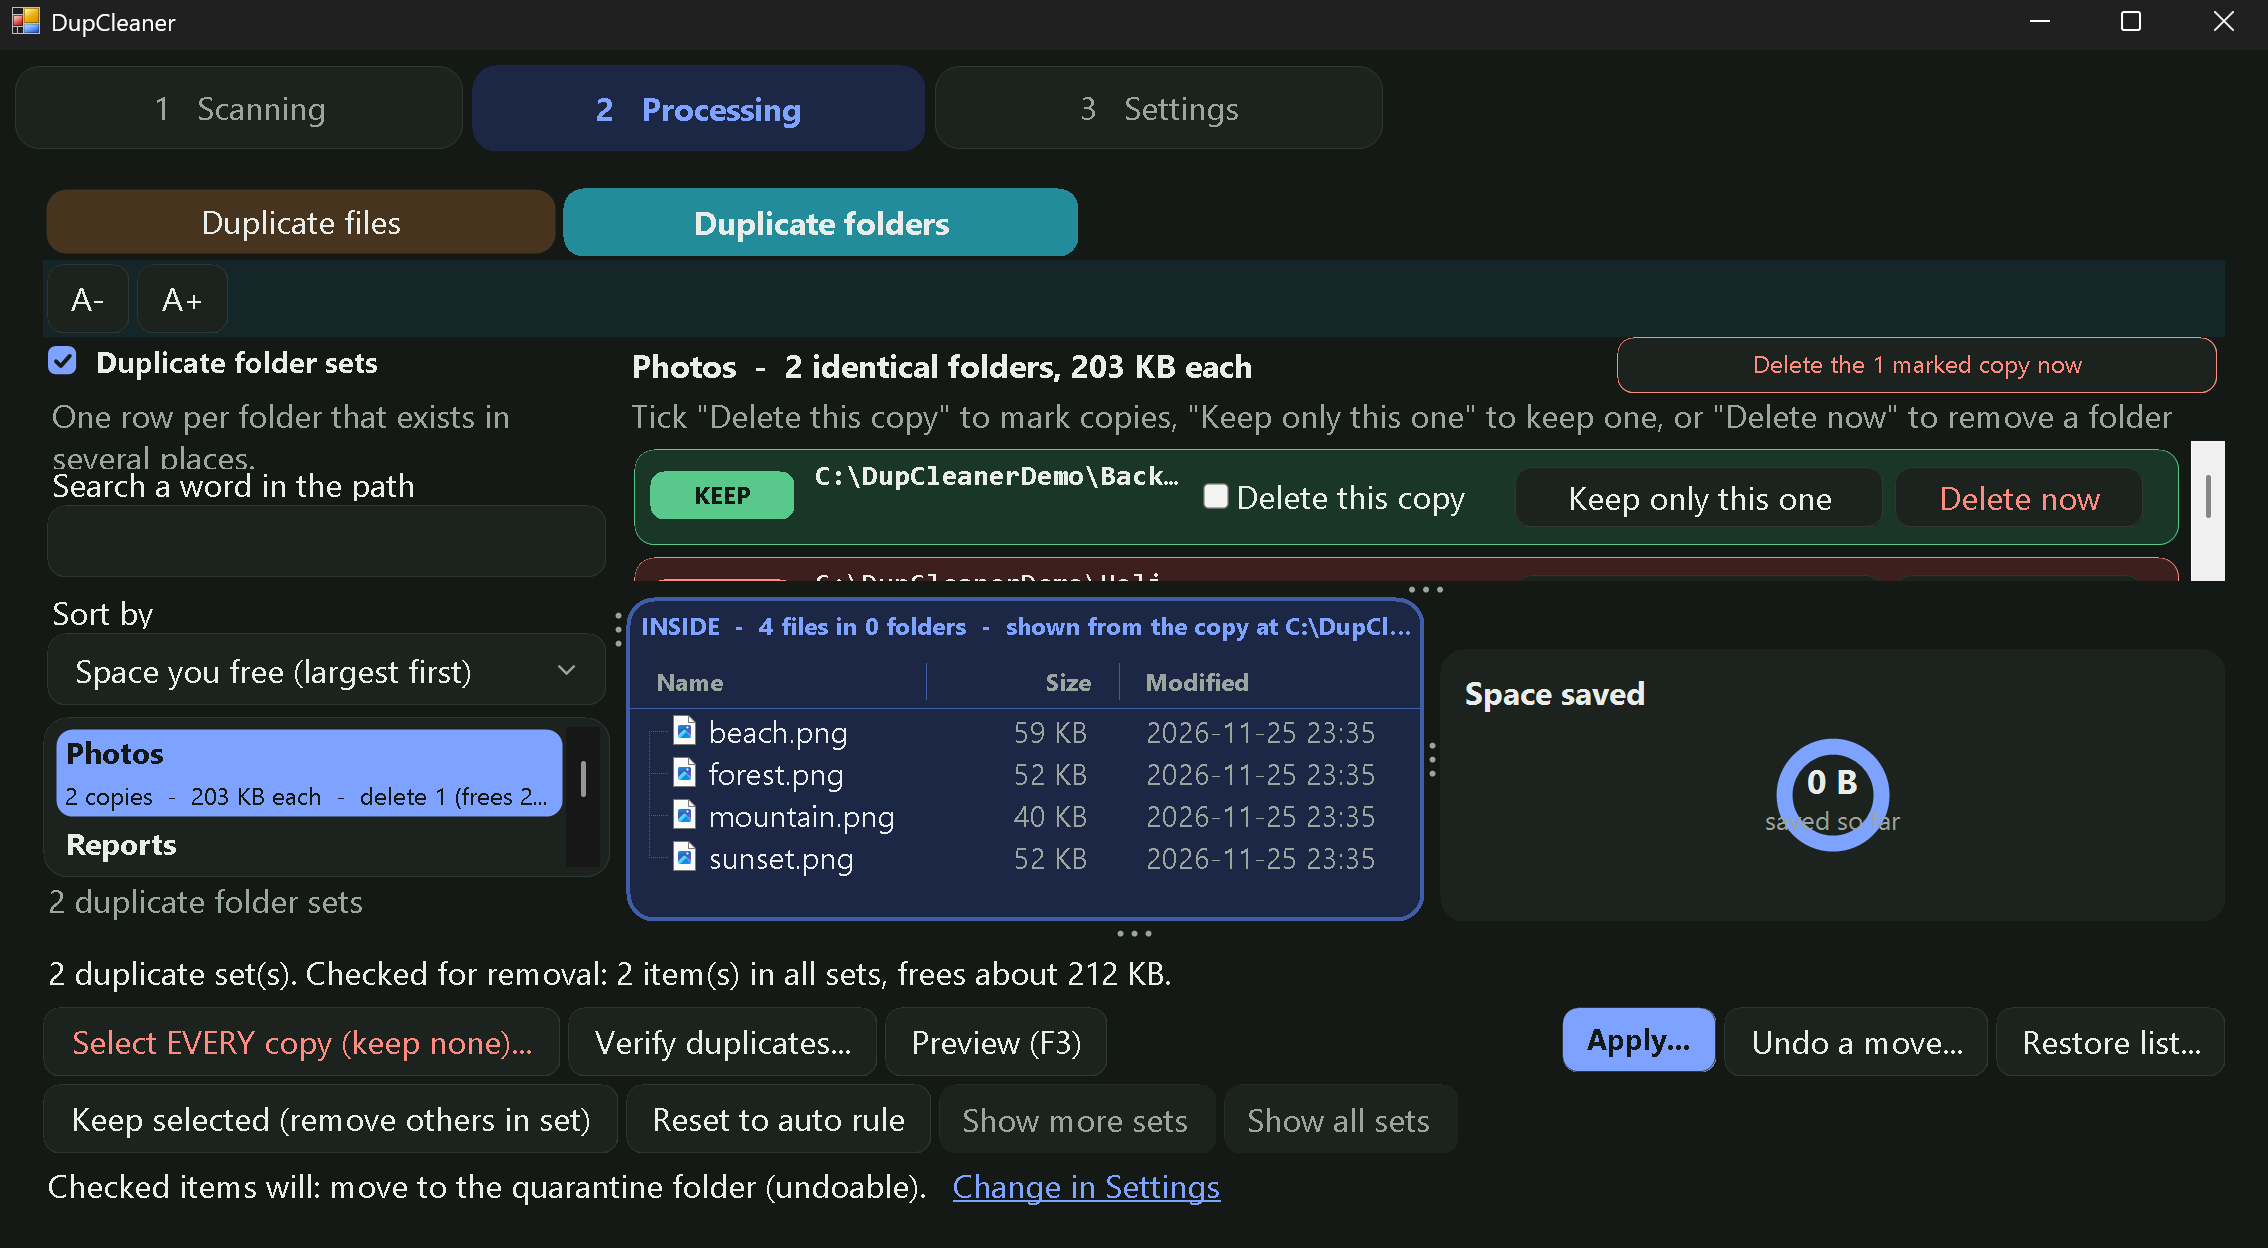 DupCleaner
1 Scanning
2 Processing
3 Settings
Duplicate files
Duplicate folders
A-
A+
Duplicate folder sets
One row per folder that exists in
several places.
Search a word in the path
Sort by
Space you free (largest first)
Photos
2 copies - 203 KB each - delete 1 (frees 2...
Reports
2 duplicate folder sets
Photos - 2 identical folders, 203 KB each
Delete the 1 marked copy now
Tick "Delete this copy" to mark copies, "Keep only this one" to keep one, or "Delete now" to remove a folder
KEEP
C:\DupCleanerDemo\Back...
Delete this copy
Keep only this one
Delete now
C:\DupCleanerDemo\Holi...
INSIDE - 4 files in 0 folders - shown from the copy at C:\DupCl...
Name Size Modified
beach.png 59 KB 2026-11-25 23:35
forest.png 52 KB 2026-11-25 23:35
mountain.png 40 KB 2026-11-25 23:35
sunset.png 52 KB 2026-11-25 23:35
Space saved
0 B
saved so far
2 duplicate set(s). Checked for removal: 2 item(s) in all sets, frees about 212 KB.
Select EVERY copy (keep none)...
Verify duplicates...
Preview (F3)
Apply...
Undo a move...
Restore list...
Keep selected (remove others in set)
Reset to auto rule
Show more sets
Show all sets
Checked items will: move to the quarantine folder (undoable). Change in Settings